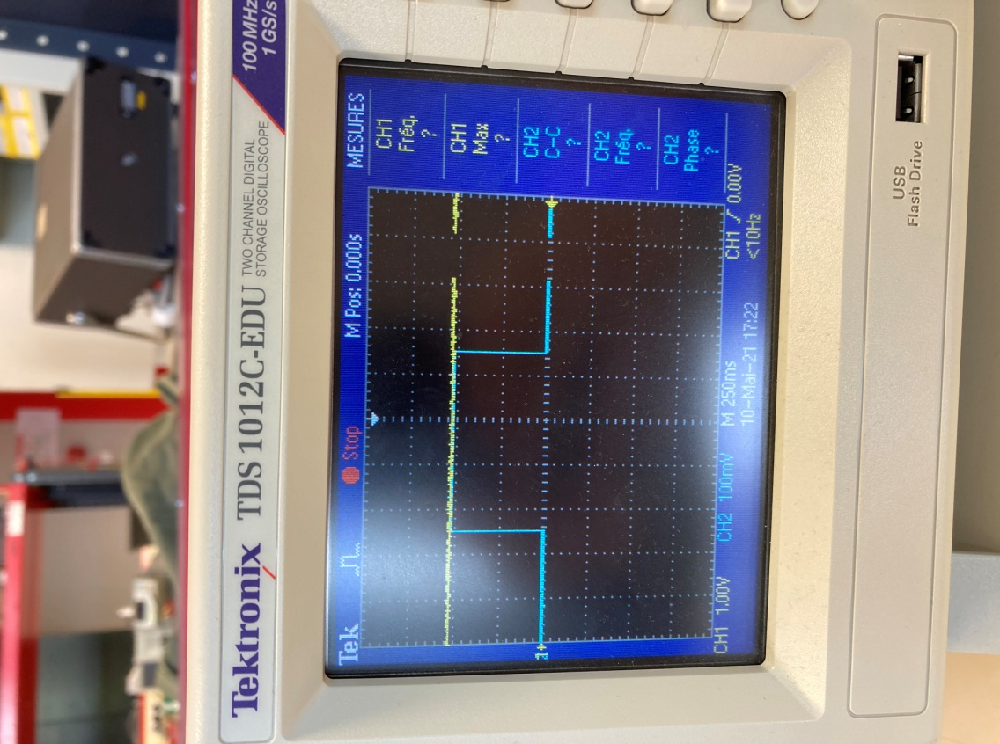 Tektronix TDS 1012C-EDU
TWO CHANNEL DIGITAL
STORAGE OSCILLOSCOPE
100 MHz
1 GS/s
Tek
Stop
M Pos: 0.000s
MESURES
CH1
Fréq.
?
CH1
Max
?
CH2
C-C
?
CH2
Fréq.
?
CH2
Phase
?
2
CH1 1.00V
CH2 100mV
M 250ms
CH1
0.00V
10-Mai-21 17:22
<10Hz
USB
Flash Drive